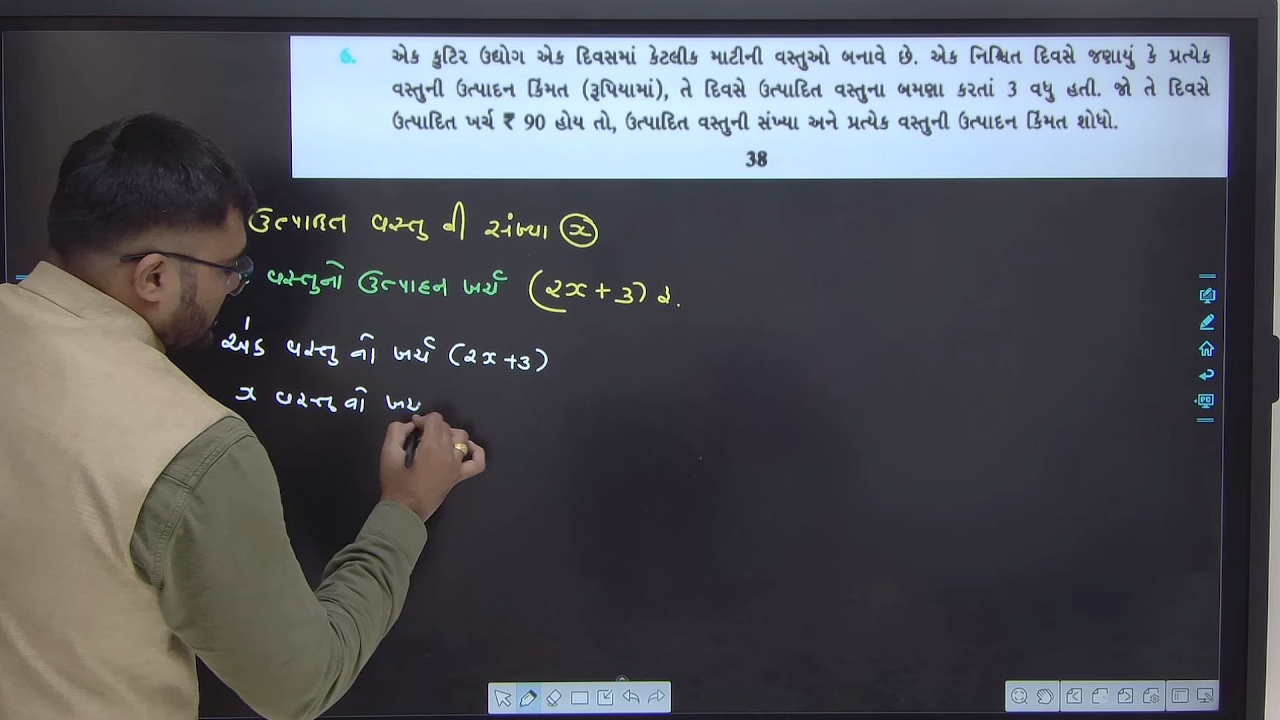 6. એક કુટિર ઉદ્યોગ એક દિવસમાં કેટલીક માટીની વસ્તુઓ બનાવે છે. એક નિશ્ચિત દિવસે જણાયું કે પ્રત્યેક
વસ્તુની ઉત્પાદન કિંમત (રૂપિયામાં), તે દિવસે ઉત્પાદિત વસ્તુના બમણા કરતાં 3 વધુ હતી. જો તે દિવસે
ઉત્પાદિત ખર્ચ ₹ 90 હોય તો, ઉત્પાદિત વસ્તુની સંખ્યા અને પ્રત્યેક વસ્તુની ઉત્પાદન કિંમત શોધો.
38
ઉત્પાદિત વસ્તુ ની સંખ્યા x
વસ્તુનો ઉત્પાદન ખર્ચ (2x+3) રૂ.
એક વસ્તુ નો ખર્ચ (2x+3)
x વસ્તુનો ખચ